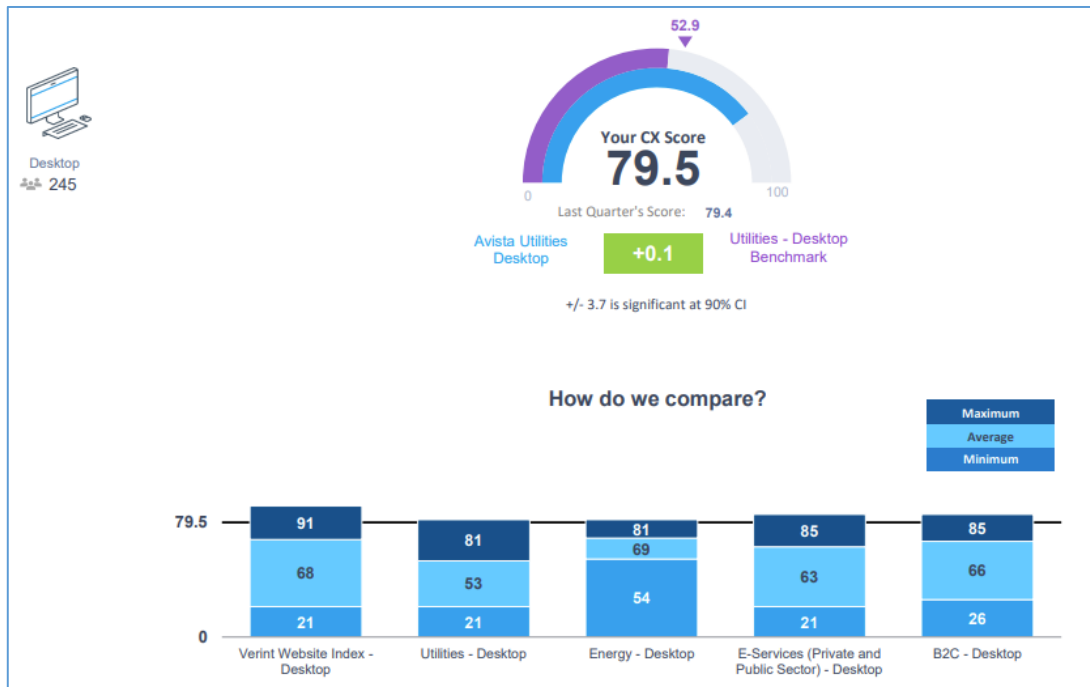 52.9
Desktop
245
Your CX Score
79.5
0
100
Last Quarter's Score: 79.4
Avista Utilities
Desktop
+0.1
Utilities - Desktop
Benchmark
+/- 3.7 is significant at 90% CI
How do we compare?
Maximum
Average
Minimum
79.5
91
81
81
85
85
68
53
69
63
66
21
21
54
21
26
0
Verint Website Index -
Desktop
Utilities - Desktop
Energy - Desktop
E-Services (Private and
Public Sector) - Desktop
B2C - Desktop